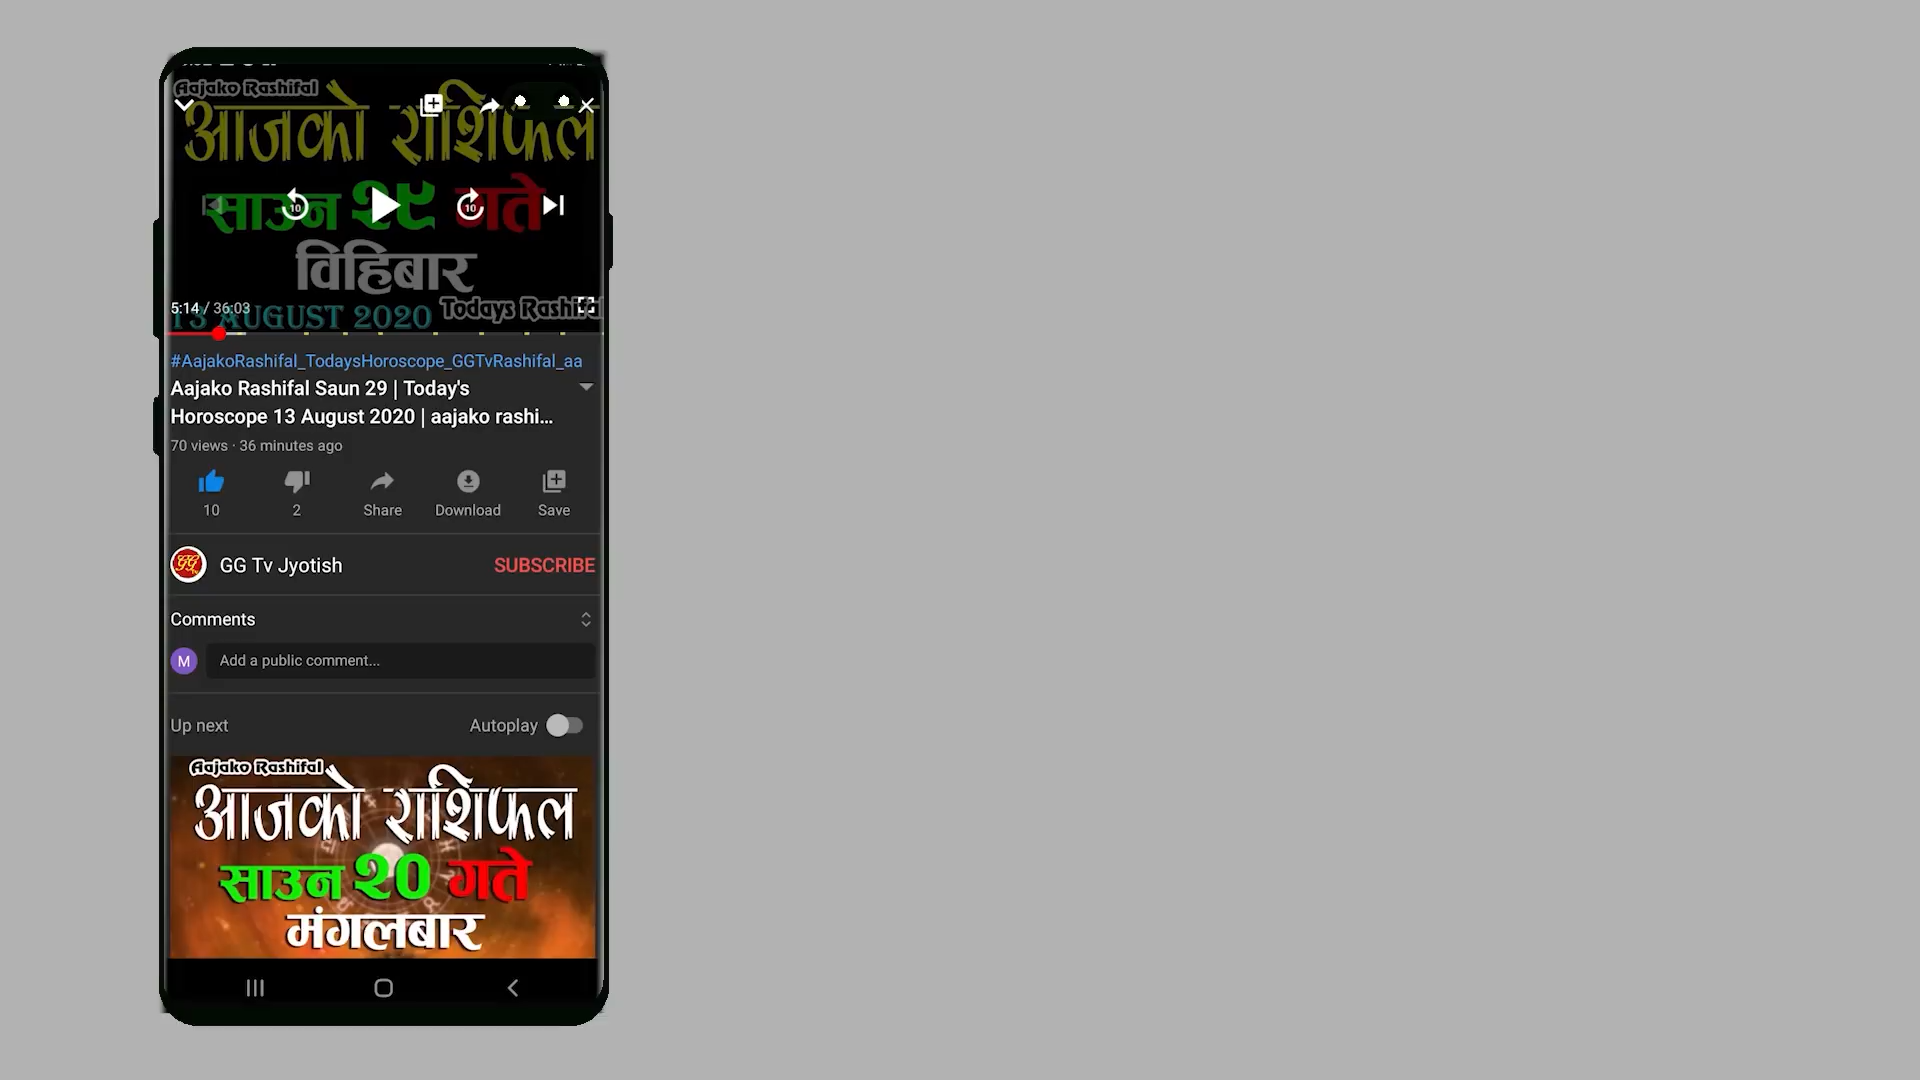 Aajako Rashifal
आजको राशिफल
साउन २९ गते
10
10
विहिबार
5:14 / 36:03
13 AUGUST 2020
Todays Rashifal
#AajakoRashifal_TodaysHoroscope_GGTvRashifal_aa
Aajako Rashifal Saun 29 | Today's
Horoscope 13 August 2020 | aajako rashi...
70 views · 36 minutes ago
10
2
Share
Download
Save
GG
GG Tv Jyotish
SUBSCRIBE
Comments
M
Add a public comment...
Up next
Autoplay
Aajako Rashifal
आजको राशिफल
साउन २० गते
मंगलबार